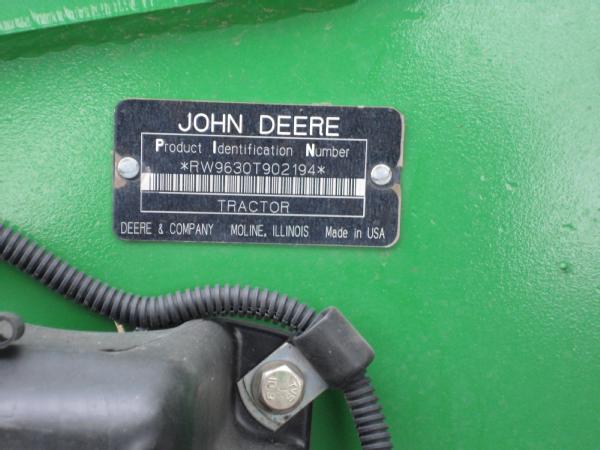 JOHN DEERE
Product Identification Number
*RW9630T902194*
TRACTOR
DEERE & COMPANY MOLINE, ILLINOIS Made in USA